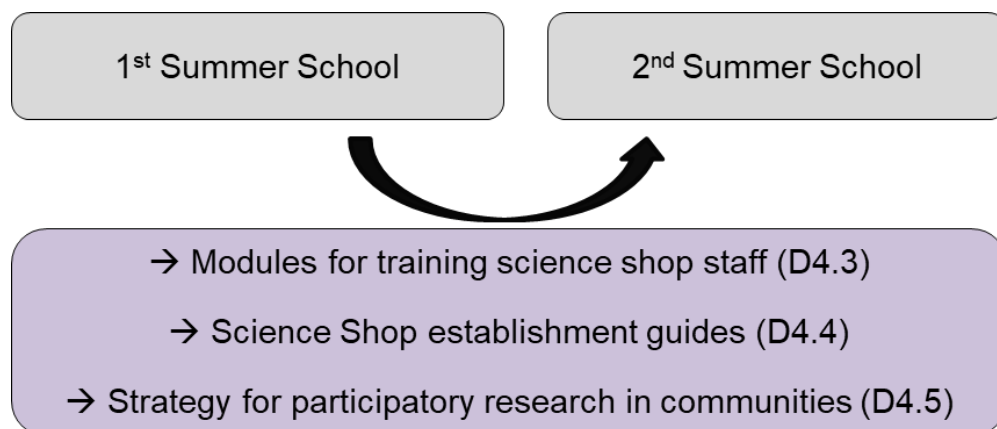 1st Summer School
2nd Summer School
→ Modules for training science shop staff (D4.3)
→ Science Shop establishment guides (D4.4)
→ Strategy for participatory research in communities (D4.5)